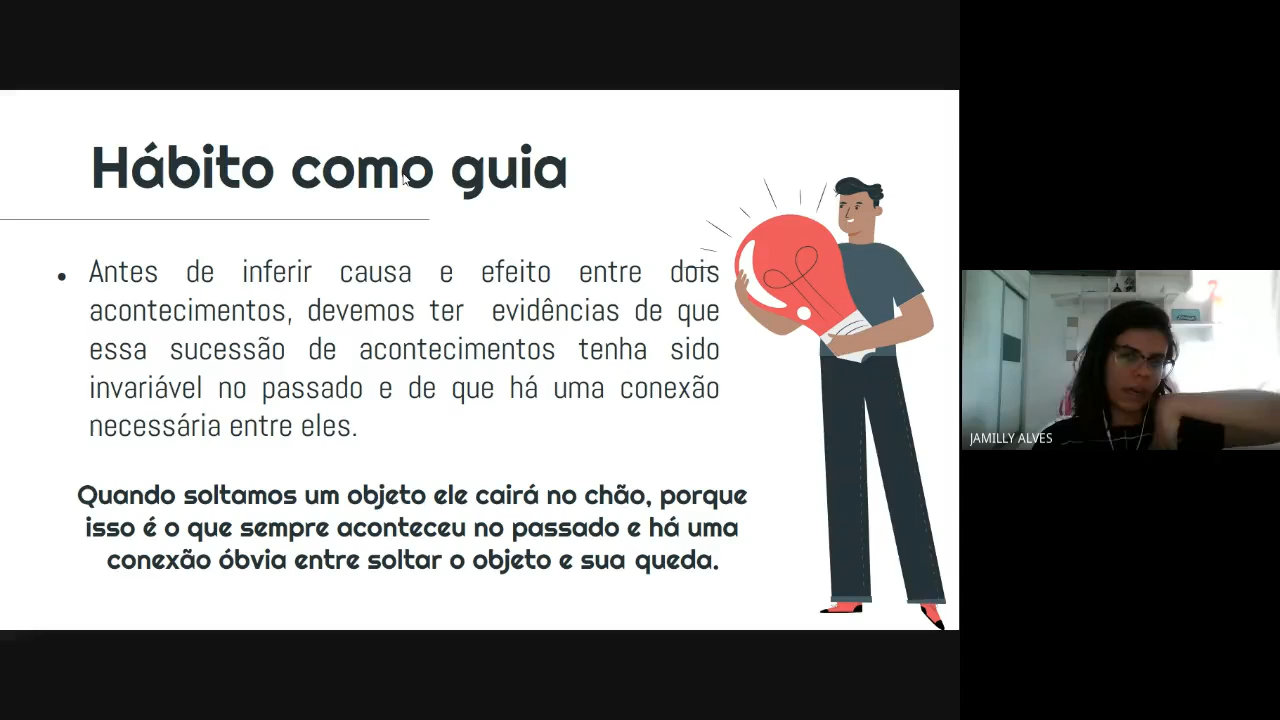 Hábito como guia
Antes de inferir causa e efeito entre dois
acontecimentos, devemos ter evidências de que
essa sucessão de acontecimentos tenha sido
invariável no passado e de que há uma conexão
necessária entre eles.
Quando soltamos um objeto ele cairá no chão, porque
isso é o que sempre aconteceu no passado e há uma
conexão óbvia entre soltar o objeto e sua queda.
JAMILLY ALVES